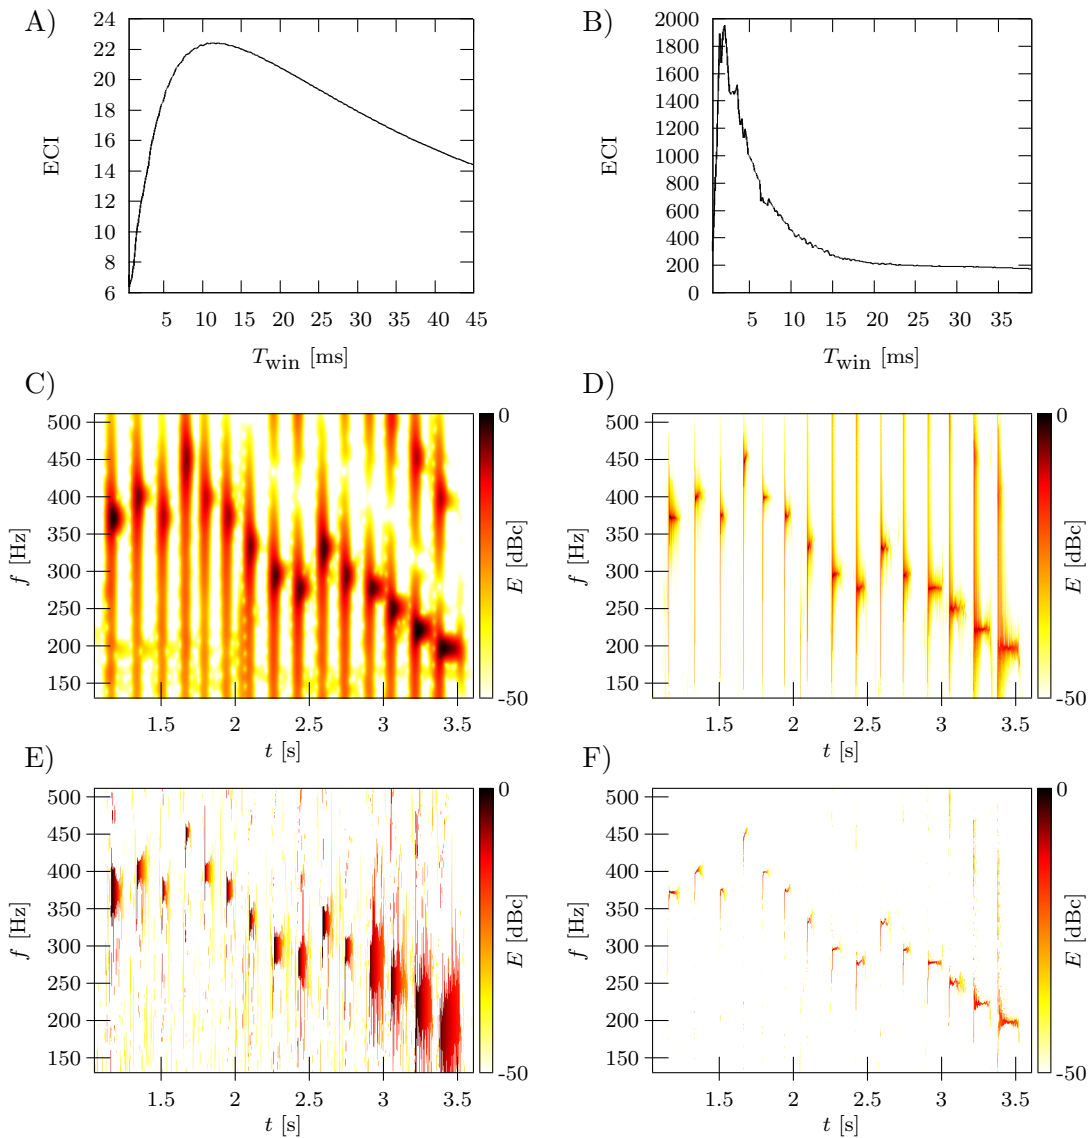 A)
24
22
20
18
16
14
12
10
8
6
ECI
5 10 15 20 25 30 35 40 45
T_win [ms]
B)
2000
1800
1600
1400
1200
1000
800
600
400
200
0
ECI
5 10 15 20 25 30 35
T_win [ms]
C)
500
450
400
350
300
250
200
150
f [Hz]
1.5 2 2.5 3 3.5
t [s]
0
-50
E [dBc]
D)
500
450
400
350
300
250
200
150
f [Hz]
1.5 2 2.5 3 3.5
t [s]
0
-50
E [dBc]
E)
500
450
400
350
300
250
200
150
f [Hz]
1.5 2 2.5 3 3.5
t [s]
0
-50
E [dBc]
F)
500
450
400
350
300
250
200
150
f [Hz]
1.5 2 2.5 3 3.5
t [s]
0
-50
E [dBc]